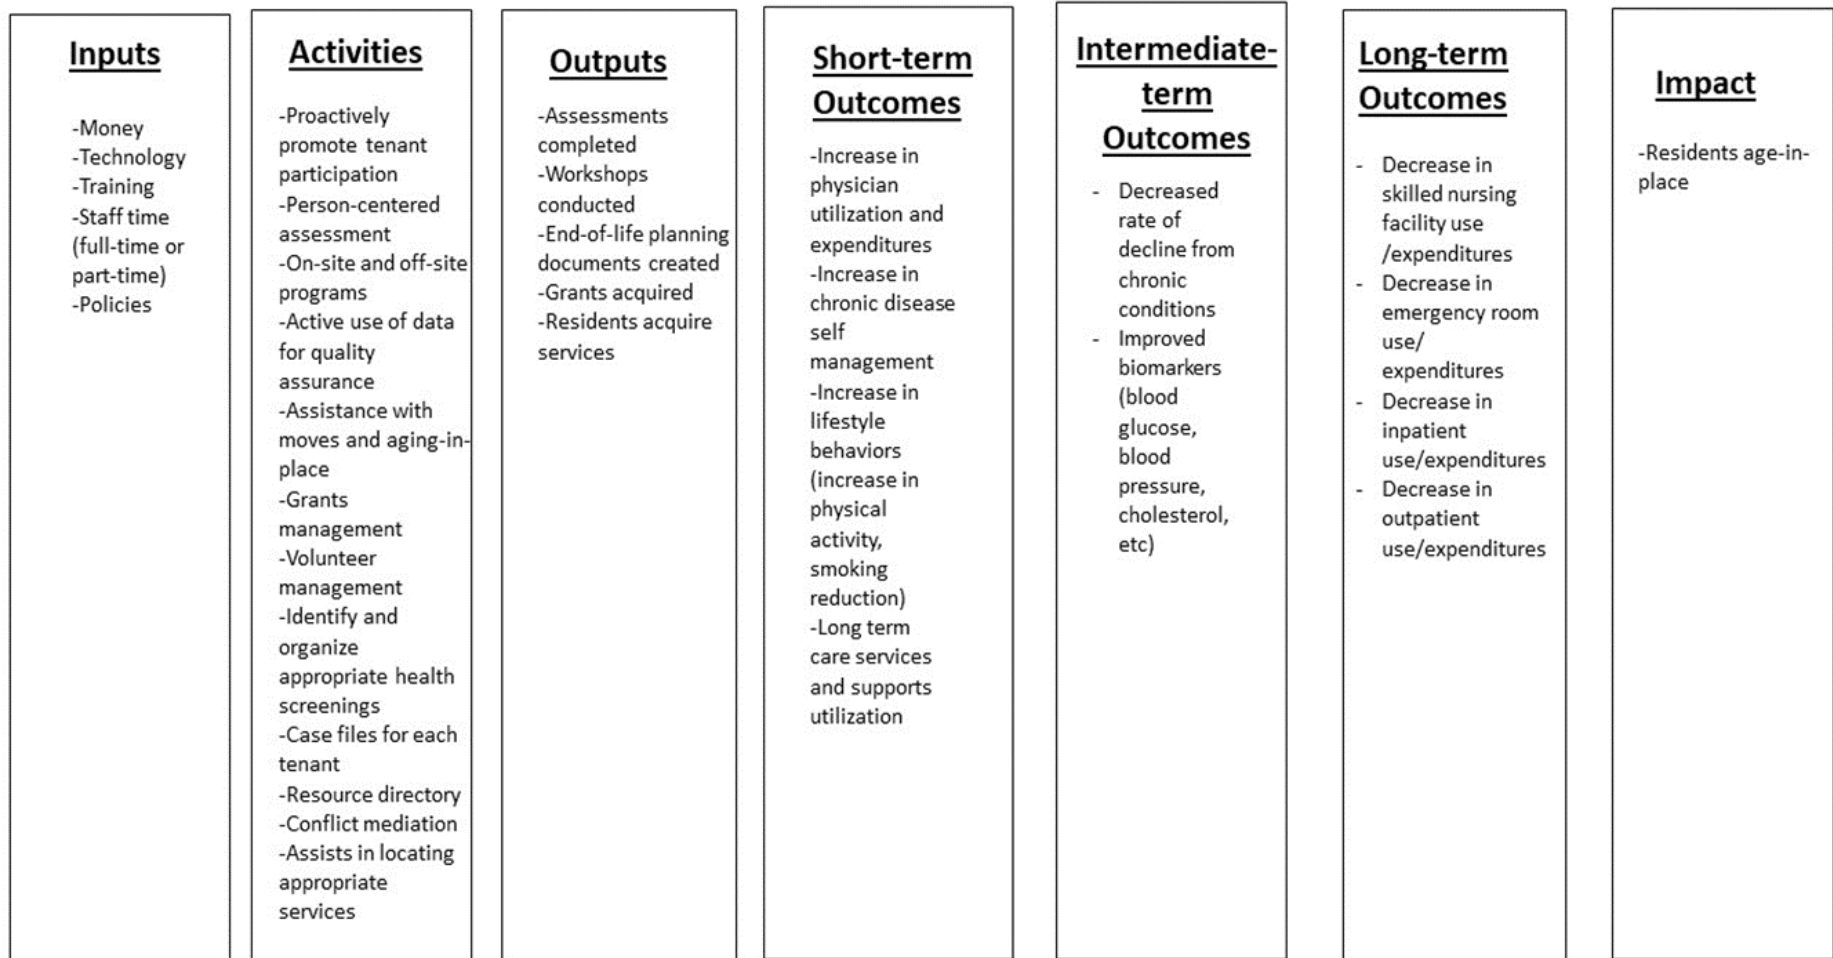 Inputs
-Money
-Technology
-Training
-Staff time
(full-time or
part-time)
-Policies
Activities
-Proactively
promote tenant
participation
-Person-centered
assessment
-On-site and off-site
programs
-Active use of data
for quality
assurance
-Assistance with
moves and aging-in-
place
-Grants
management
-Volunteer
management
-Identify and
organize
appropriate health
screenings
-Case files for each
tenant
-Resource directory
-Conflict mediation
-Assists in locating
appropriate
services
Outputs
-Assessments
completed
-Workshops
conducted
-End-of-life planning
documents created
-Grants acquired
-Residents acquire
services
Short-term
Outcomes
-Increase in
physician
utilization and
expenditures
-Increase in
chronic disease
self
management
-Increase in
lifestyle
behaviors
(increase in
physical
activity,
smoking
reduction)
-Long term
care services
and supports
utilization
Intermediate-
term
Outcomes
- Decreased
rate of
decline from
chronic
conditions
- Improved
biomarkers
(blood
glucose,
blood
pressure,
cholesterol,
etc)
Long-term
Outcomes
- Decrease in
skilled nursing
facility use
/expenditures
- Decrease in
emergency room
use/
expenditures
- Decrease in
inpatient
use/expenditures
- Decrease in
outpatient
use/expenditures
Impact
-Residents age-in-
place